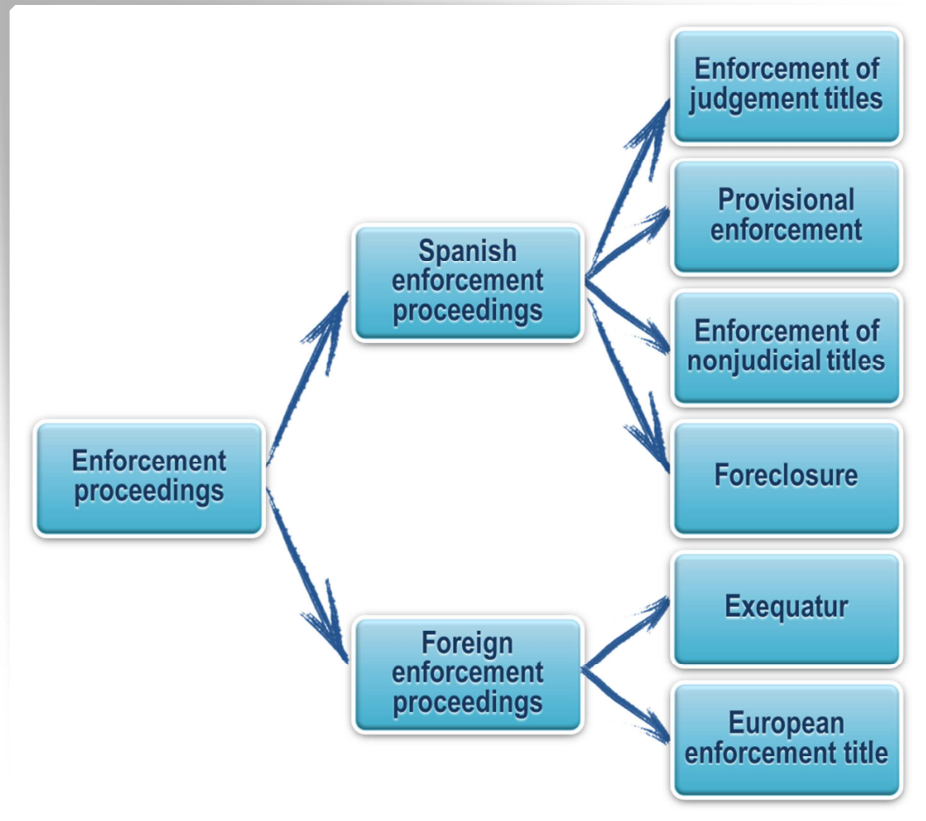 Enforcement of
judgement titles
Provisional
enforcement
Spanish
enforcement
proceedings
Enforcement of
nonjudicial titles
Enforcement
proceedings
Foreclosure
Exequatur
Foreign
enforcement
proceedings
European
enforcement title